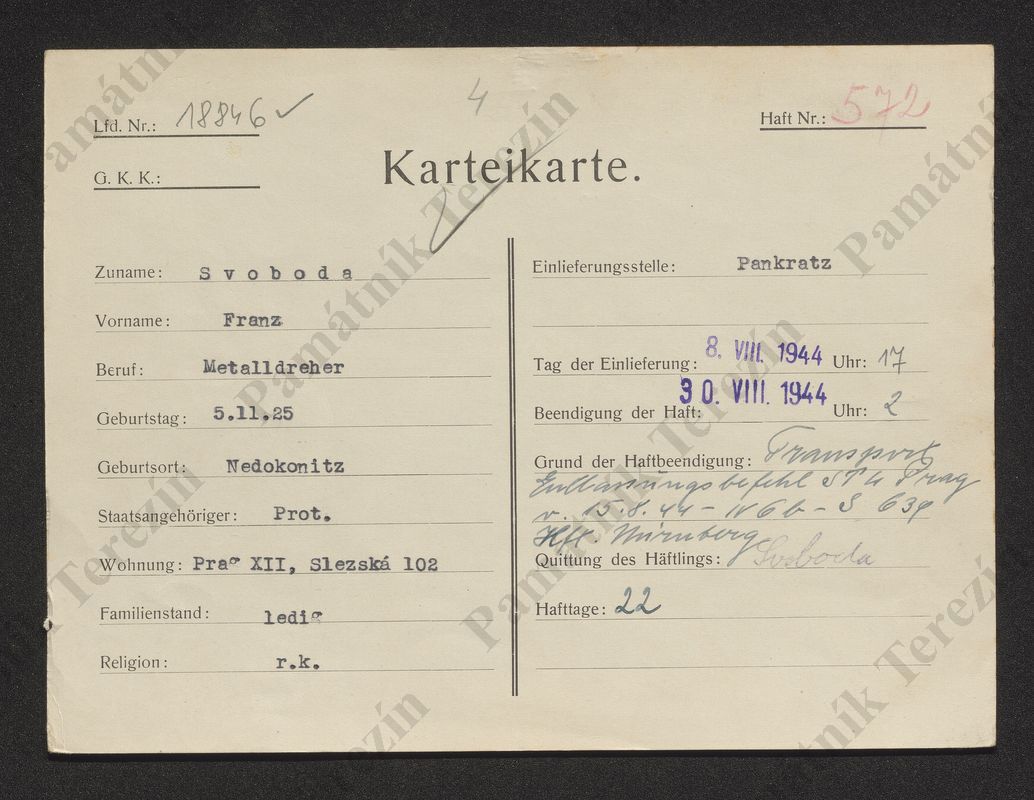 4
Lfd. Nr.: 18846 ✓
Haft Nr.: 572
G. K. K.:
Karteikarte.
Zuname: Svoboda
Vorname: Franz
Beruf: Metalldreher
Geburtstag: 5.11.25
Geburtsort: Nedokonitz
Staatsangehöriger: Prot.
Wohnung: Prag XII, Slezská 102
Familienstand: ledig
Religion: r.k.
Einlieferungsstelle: Pankratz
Tag der Einlieferung: 8. VIII. 1944 Uhr: 17
Beendigung der Haft: 30. VIII. 1944 Uhr: 2
Grund der Haftbeendigung: Transport
Entlassungsbefehl Prag
v. 15.8.44 - IV 6 b - S
Nürnberg
Quittung des Häftlings: Svoboda
Hafttage: 22
Památník Terezín